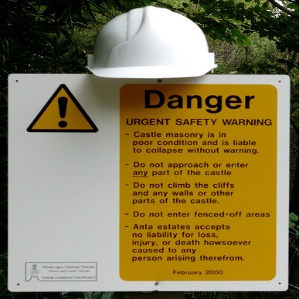 Danger
URGENT SAFETY WARNING
- Castle masonry is in
poor condition and is liable
to collapse without warning.
- Do not approach or enter
any part of the castle
- Do not climb the cliffs
and any walls or other
parts of the castle.
- Do not enter fenced-off areas
- Anta estates accepts
no liability for loss,
injury, or death howsoever
caused to any
person arising therefrom.
February 2000